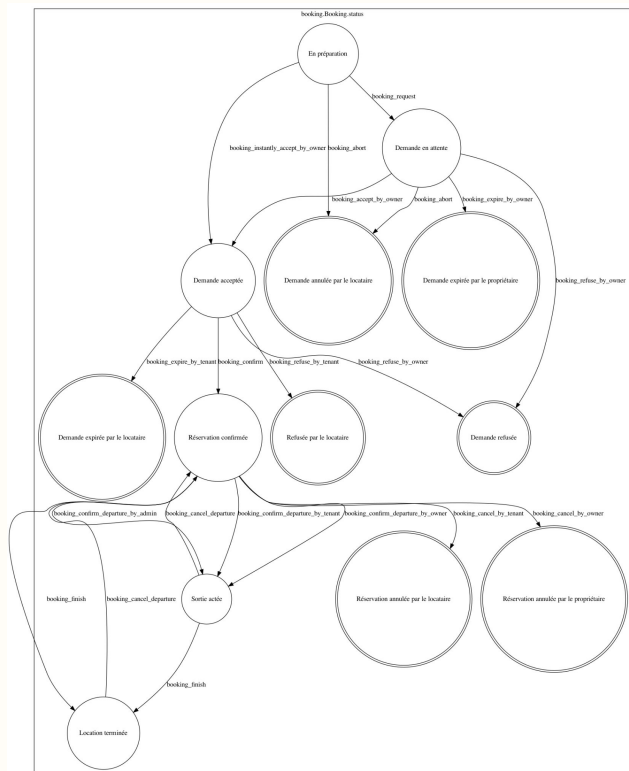 booking.Booking.status
En préparation
booking_request
booking_instantly_accept_by_owner
booking_abort
Demande en attente
booking_accept_by_owner
booking_abort
booking_expire_by_owner
Demande acceptée
Demande annulée par le locataire
Demande expirée par le propriétaire
booking_refuse_by_owner
booking_expire_by_tenant
booking_confirm
booking_refuse_by_tenant
booking_refuse_by_owner
Demande expirée par le locataire
Réservation confirmée
Refusée par le locataire
Demande refusée
booking_confirm_departure_by_admin
booking_cancel_departure
booking_confirm_departure_by_tenant
booking_confirm_departure_by_owner
booking_cancel_by_tenant
booking_cancel_by_owner
booking_finish
booking_cancel_departure
Sortie actée
Réservation annulée par le locataire
Réservation annulée par le propriétaire
booking_finish
Location terminée